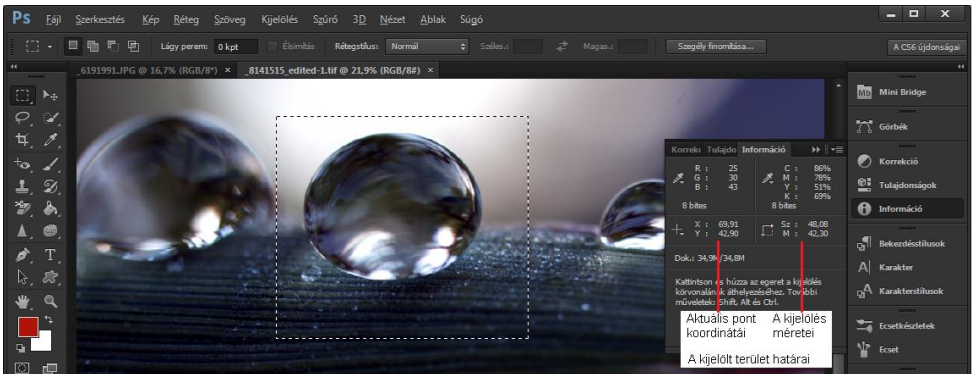 Ps Fájl Szerkesztés Kép Réteg Szöveg Kijelölés Szűrő 3D Nézet Ablak Súgó
Lágy perem: 0 kpt Élsimítás Rétegstílus: Normál Széles.: Magas.: Szegély finomítása... A CS6 újdonságai
_6191991.JPG @ 16,7% (RGB/8*) × _8141515_edited-1.tif @ 21,9% (RGB/8#) ×
Mb Mini Bridge
Görbék
Korrekció
Tulajdonságok
Információ
Bekezdésstílusok
Karakter
Karakterstílusok
Ecsetkészletek
Ecset
Korrekc Tulajdo Információ
R : 25 C : 86%
G : 30 M : 78%
B : 43 Y : 51%
K : 69%
8 bites 8 bites
X : 69,91 Sz : 48,08
Y : 42,90 M : 42,30
Dok.: 34,9M/34,8M
Kattintson és húzza az egeret a kijelölés
körvonalának áthelyezéséhez. További
műveletek: Shift, Alt és Ctrl.
Aktuális pont A kijelölés
koordinátái méretei
A kijelölt terület határai